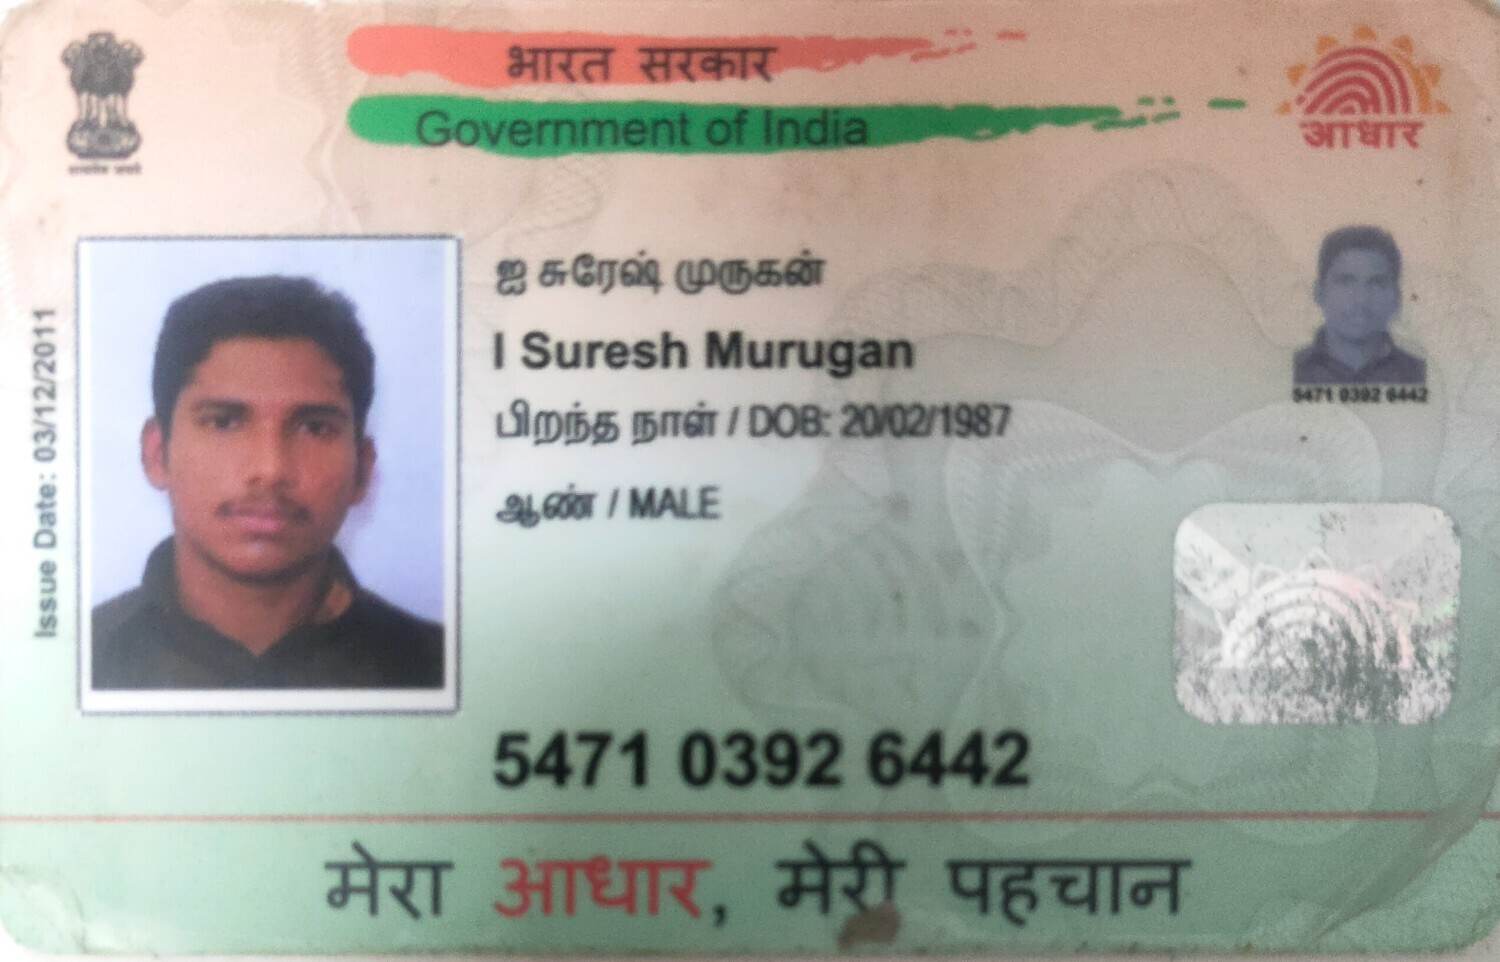 भारत सरकार
Government of India
आधार
सत्यमेव जयते
Issue Date: 03/12/2011
ஐ சுரேஷ் முருகன்
I Suresh Murugan
பிறந்த நாள் / DOB: 20/02/1987
ஆண் / MALE
5471 0392 6442
5471 0392 6442
मेरा आधार, मेरी पहचान